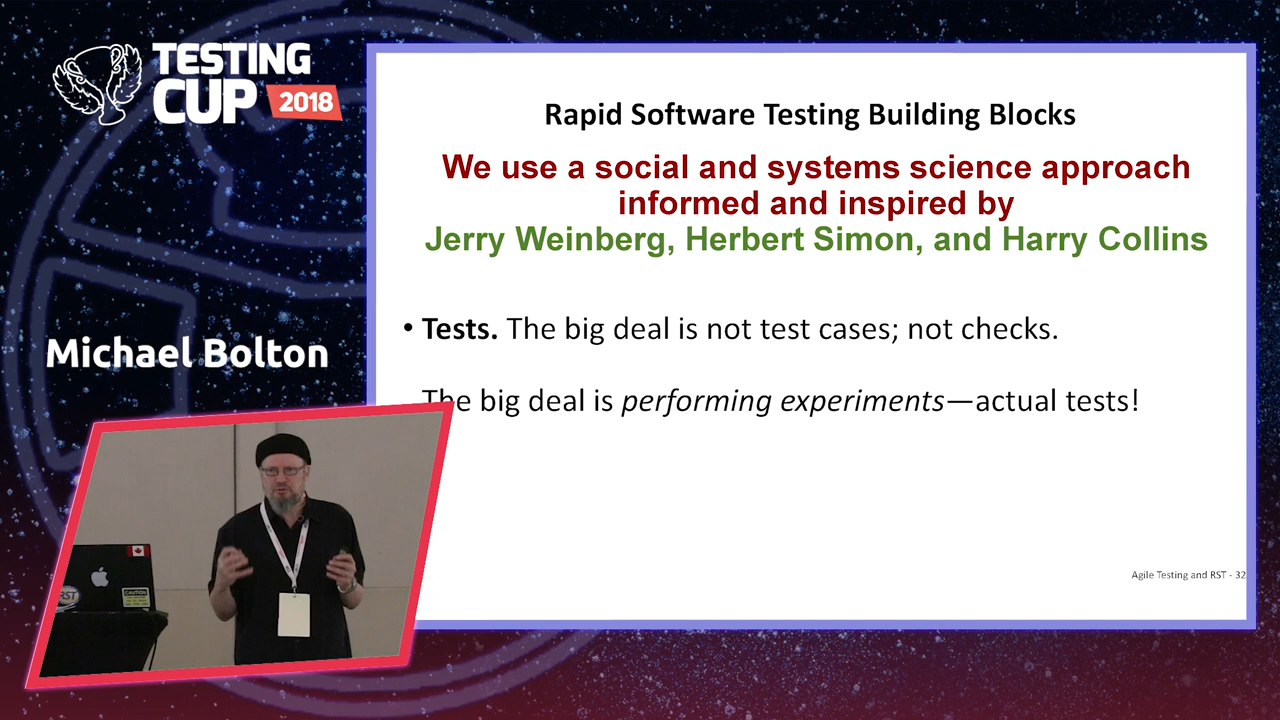 TESTING
CUP 2018
Michael Bolton
Rapid Software Testing Building Blocks
We use a social and systems science approach
informed and inspired by
Jerry Weinberg, Herbert Simon, and Harry Collins
• Tests. The big deal is not test cases; not checks.
The big deal is performing experiments—actual tests!
Agile Testing and RST - 32
RST
CAUTION